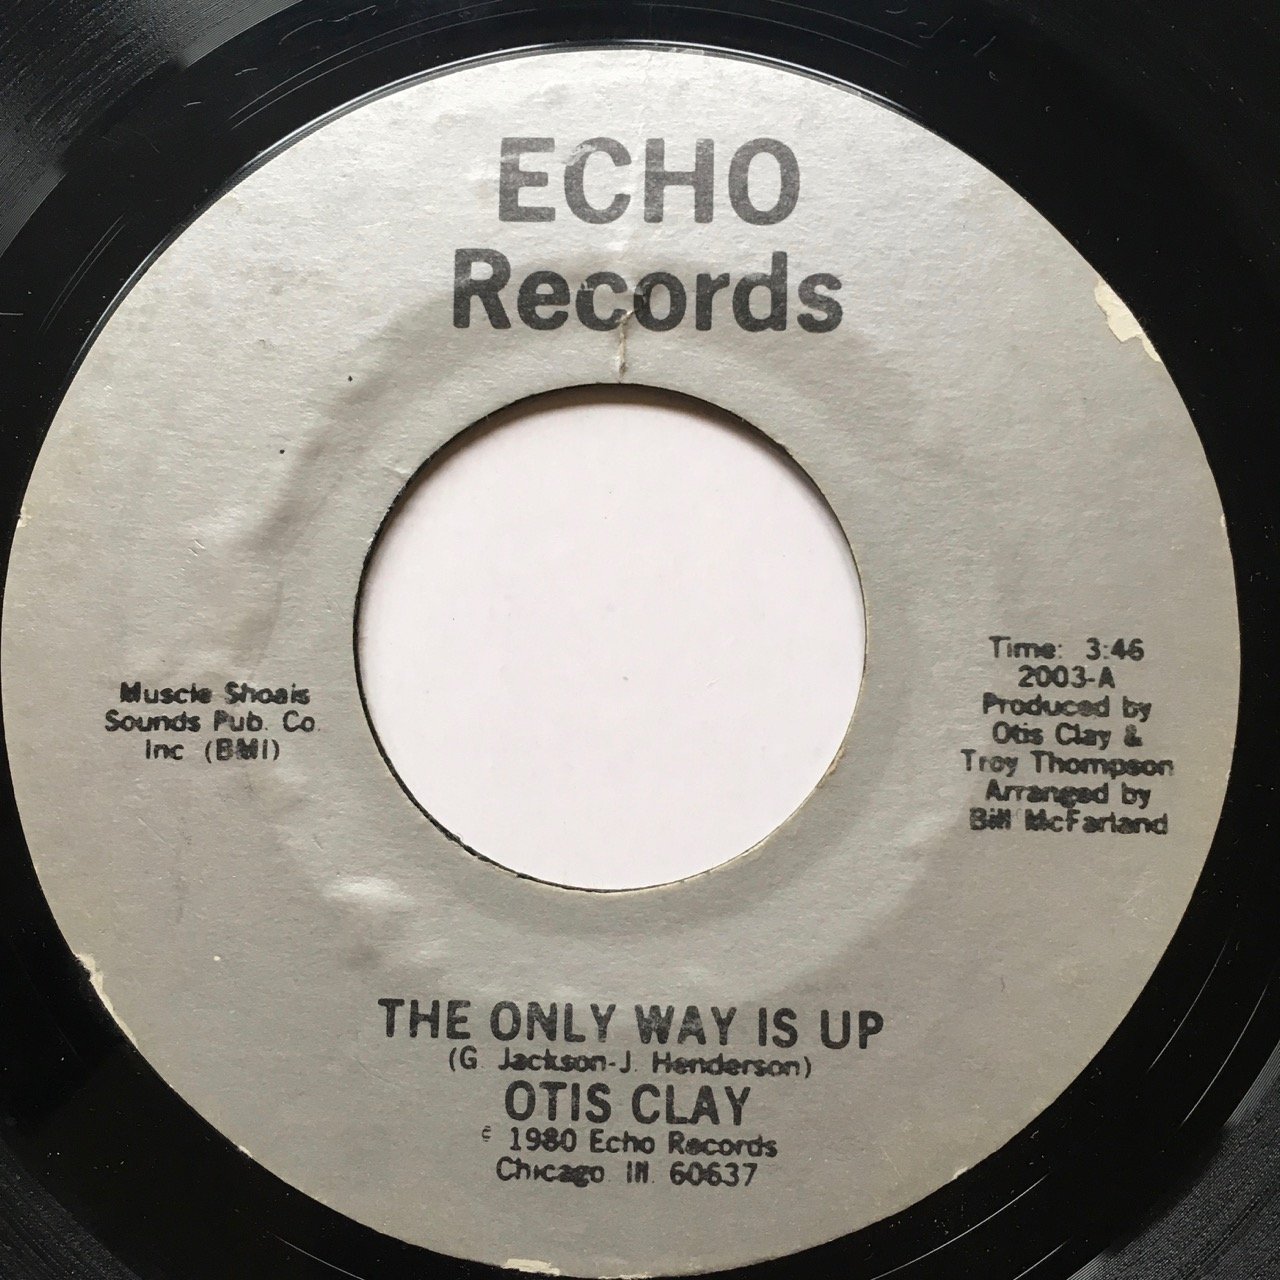 ECHO
Records
Muscle Shoals
Sounds Pub. Co.
Inc (BMI)
Time: 3:46
2003-A
Produced by
Otis Clay &
Troy Thompson
Arranged by
Bill McFarland
THE ONLY WAY IS UP
(G. Jackson-J. Henderson)
OTIS CLAY
© 1980 Echo Records
Chicago Ill. 60637